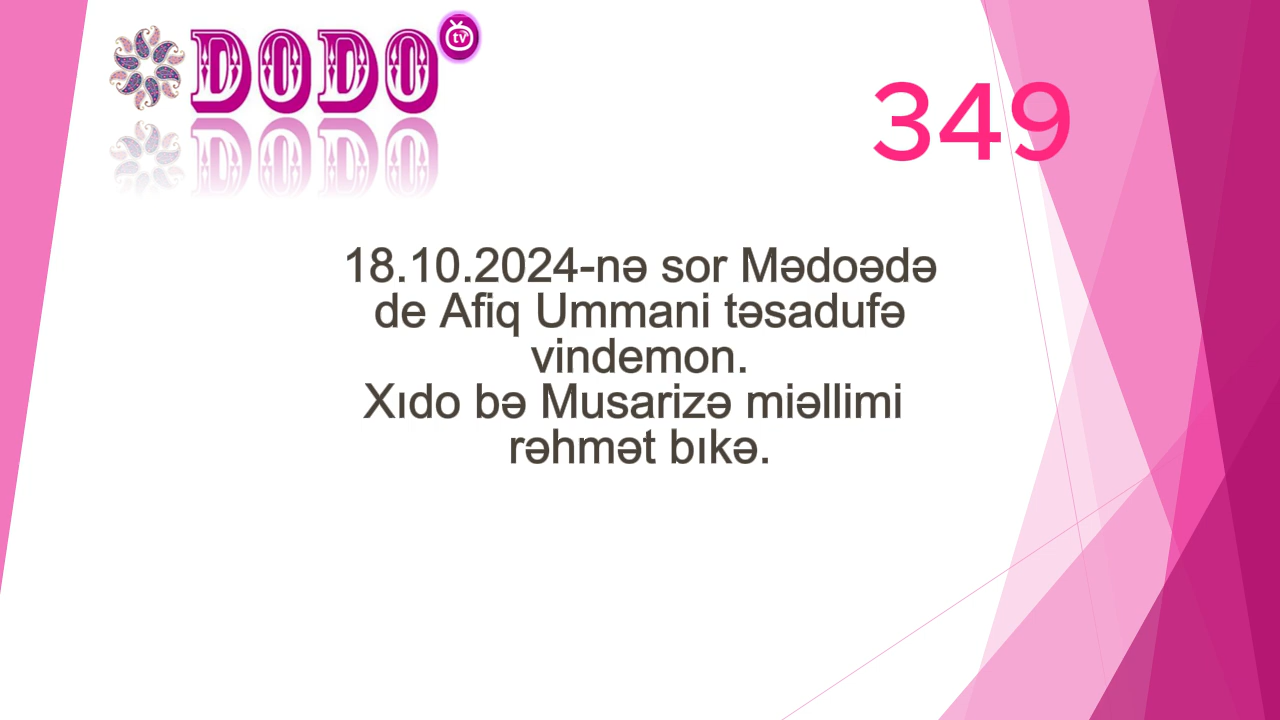 DODO tv
349
18.10.2024-nə sor Mədoədə
de Afiq Ummani təsadufə
vindemon.
Xıdo bə Musarizə miəllimi
rəhmət bıkə.